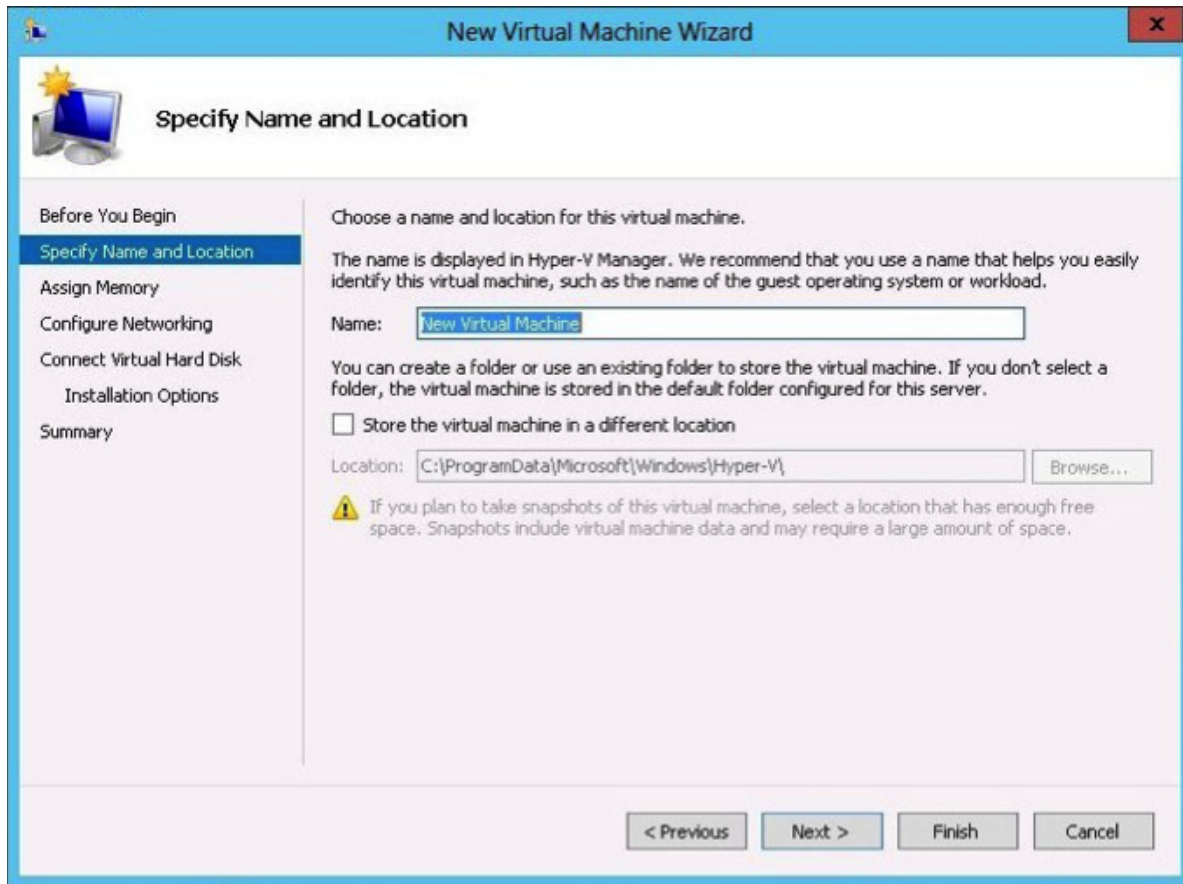 New Virtual Machine Wizard
x
Specify Name and Location
Before You Begin
Specify Name and Location
Assign Memory
Configure Networking
Connect Virtual Hard Disk
Installation Options
Summary
Choose a name and location for this virtual machine.
The name is displayed in Hyper-V Manager. We recommend that you use a name that helps you easily
identify this virtual machine, such as the name of the guest operating system or workload.
Name: New Virtual Machine
You can create a folder or use an existing folder to store the virtual machine. If you don't select a
folder, the virtual machine is stored in the default folder configured for this server.
Store the virtual machine in a different location
Location: C:\ProgramData\Microsoft\Windows\Hyper-V\ Browse...
If you plan to take snapshots of this virtual machine, select a location that has enough free
space. Snapshots include virtual machine data and may require a large amount of space.
< Previous Next > Finish Cancel